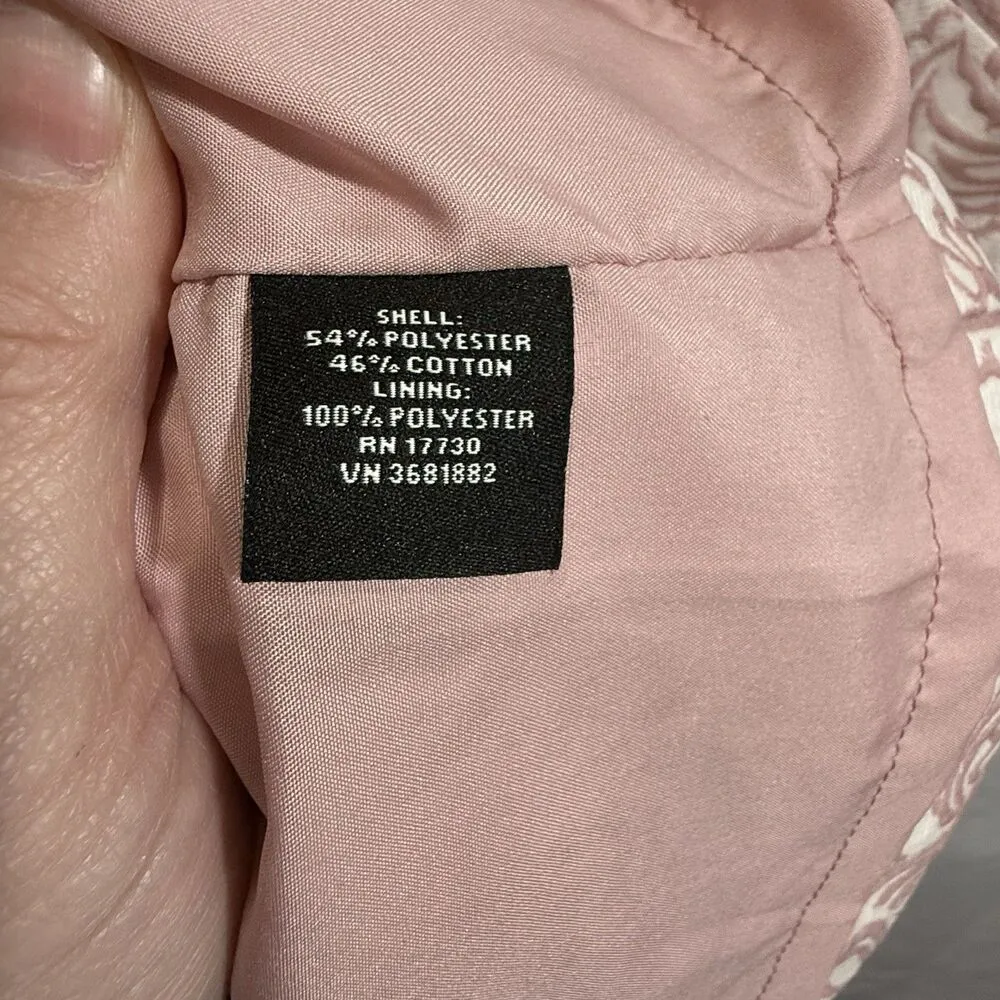 SHELL:
54% POLYESTER
46% COTTON
LINING:
100% POLYESTER
RN 17730
VN 3681882